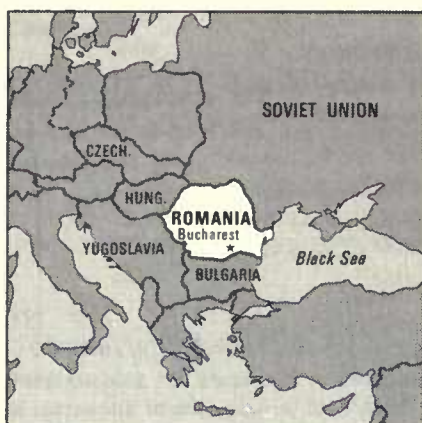 SOVIET UNION
CZECH.
HUNG.
ROMANIA
Bucharest
YUGOSLAVIA
Black Sea
BULGARIA